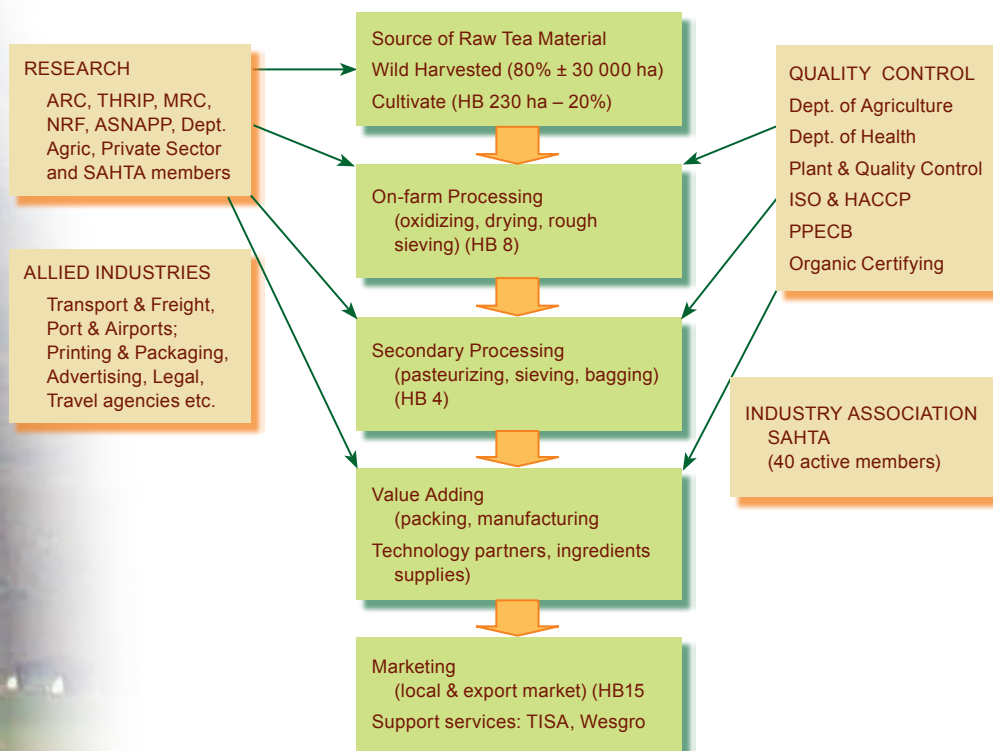 RESEARCH
ARC, THRIP, MRC,
NRF, ASNAPP, Dept.
Agric, Private Sector
and SAHTA members
ALLIED INDUSTRIES
Transport & Freight,
Port & Airports;
Printing & Packaging,
Advertising, Legal,
Travel agencies etc.
Source of Raw Tea Material
Wild Harvested (80% ± 30 000 ha)
Cultivate (HB 230 ha – 20%)
On-farm Processing
(oxidizing, drying, rough
sieving) (HB 8)
Secondary Processing
(pasteurizing, sieving, bagging)
(HB 4)
Value Adding
(packing, manufacturing
Technology partners, ingredients
supplies)
Marketing
(local & export market) (HB15
Support services: TISA, Wesgro
QUALITY CONTROL
Dept. of Agriculture
Dept. of Health
Plant & Quality Control
ISO & HACCP
PPECB
Organic Certifying
INDUSTRY ASSOCIATION
SAHTA
(40 active members)